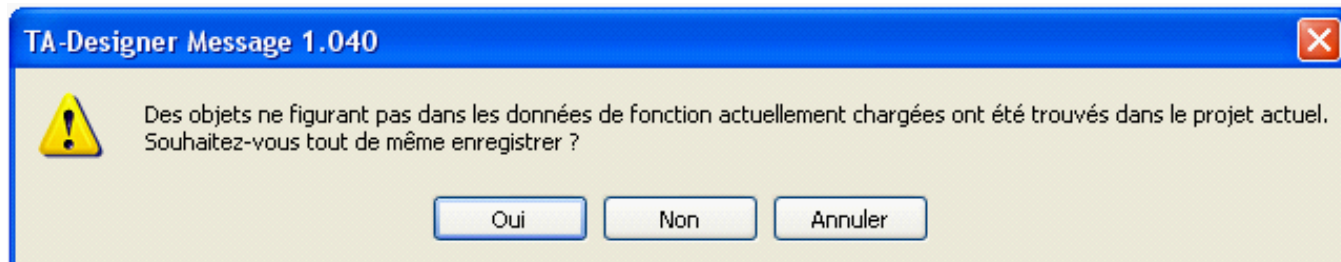 TA-Designer Message 1.040
Des objets ne figurant pas dans les données de fonction actuellement chargées ont été trouvés dans le projet actuel.
Souhaitez-vous tout de même enregistrer ?
Oui Non Annuler